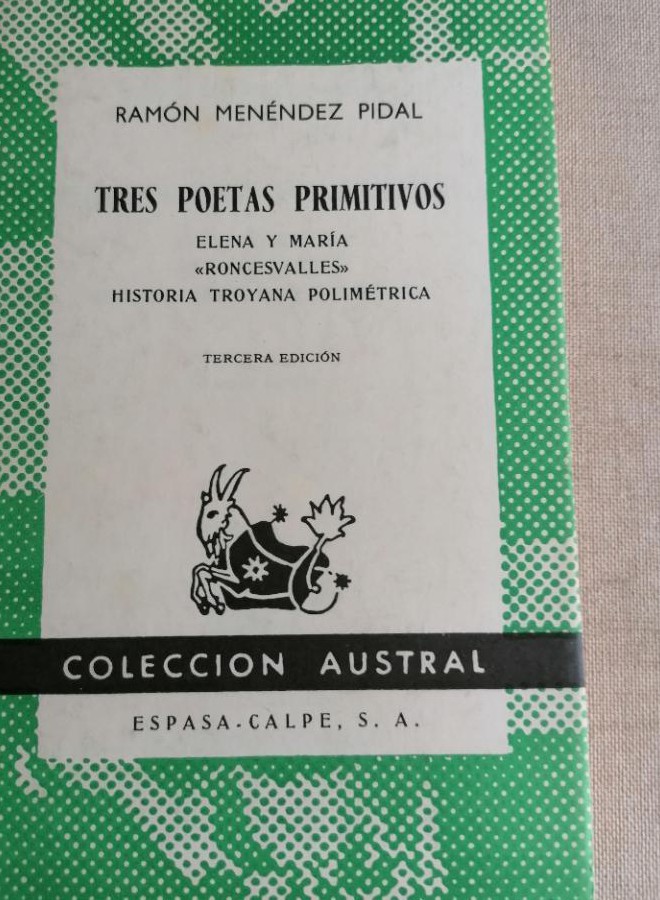 RAMÓN MENÉNDEZ PIDAL
TRES POETAS PRIMITIVOS
ELENA Y MARÍA
«RONCESVALLES»
HISTORIA TROYANA POLIMÉTRICA
TERCERA EDICIÓN
COLECCION AUSTRAL
ESPASA-CALPE, S. A.